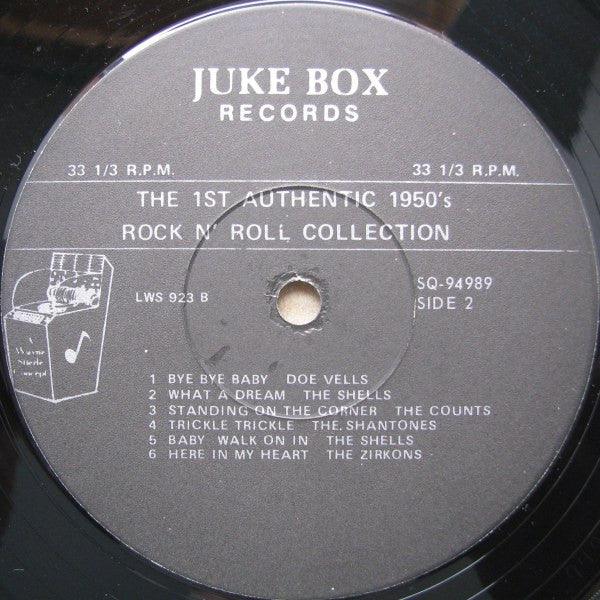 JUKE BOX
RECORDS
33 1/3 R.P.M. 33 1/3 R.P.M.
THE 1ST AUTHENTIC 1950's
ROCK N' ROLL COLLECTION
LWS 923 B
SQ-94989
SIDE 2
A
Wayne
Steele
Concept
1 BYE BYE BABY DOE VELLS
2 WHAT A DREAM THE SHELLS
3 STANDING ON THE CORNER THE COUNTS
4 TRICKLE TRICKLE THE SHANTONES
5 BABY WALK ON IN THE SHELLS
6 HERE IN MY HEART THE ZIRKONS